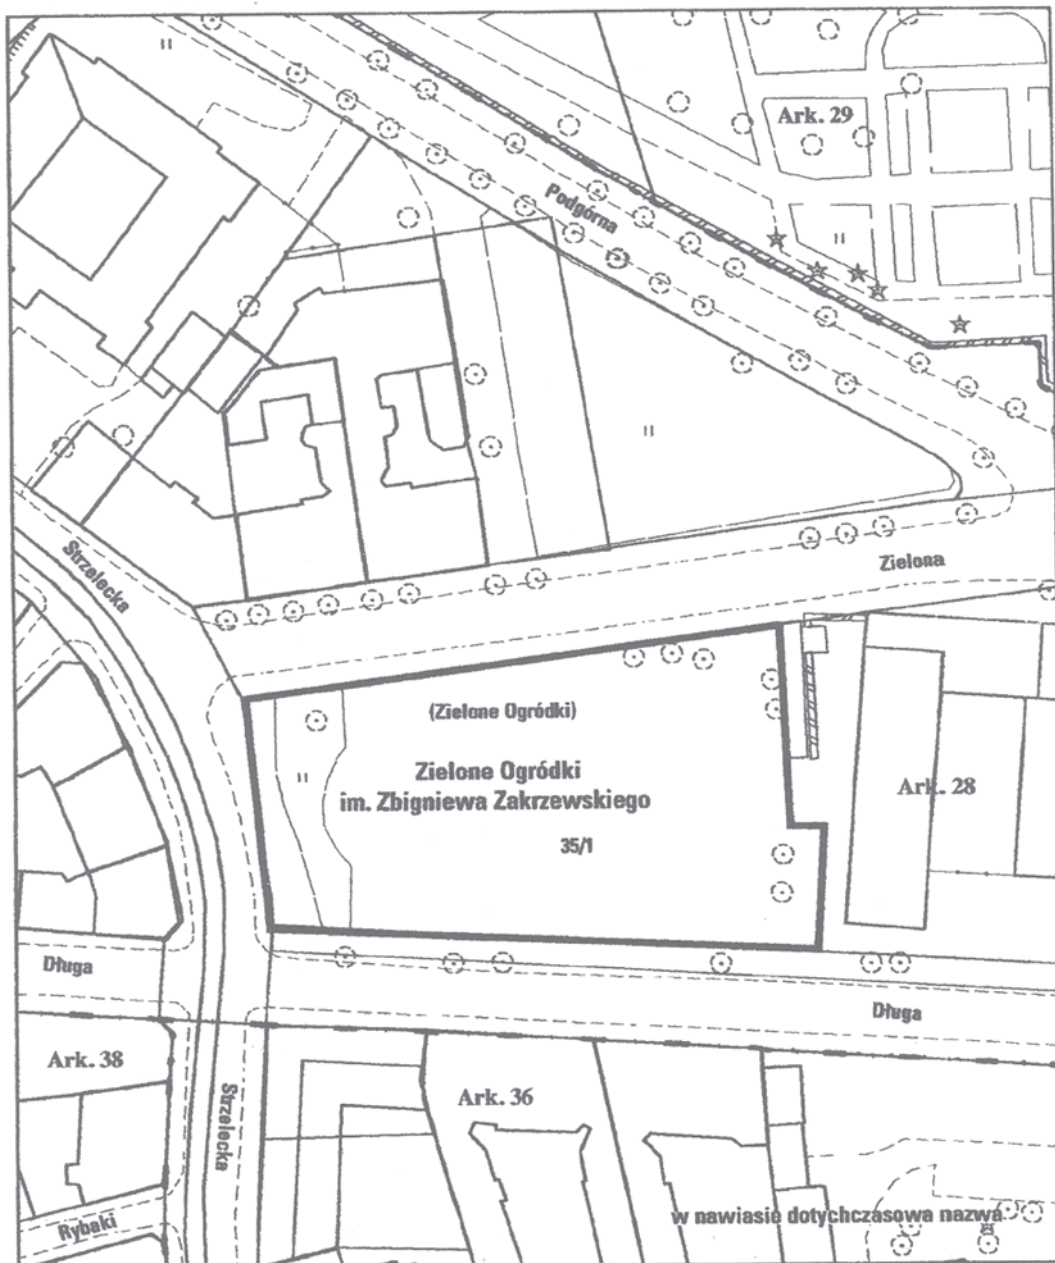 Ark. 29
Podgórna
Strzelecka
Zielona
(Zielone Ogródki)
Zielone Ogródki
im. Zbigniewa Zakrzewskiego
35/1
Ark. 28
Długa
Długa
Ark. 38
Ark. 36
Strzelecka
w nawiasie dotychczasowa nazwa
Rybaki